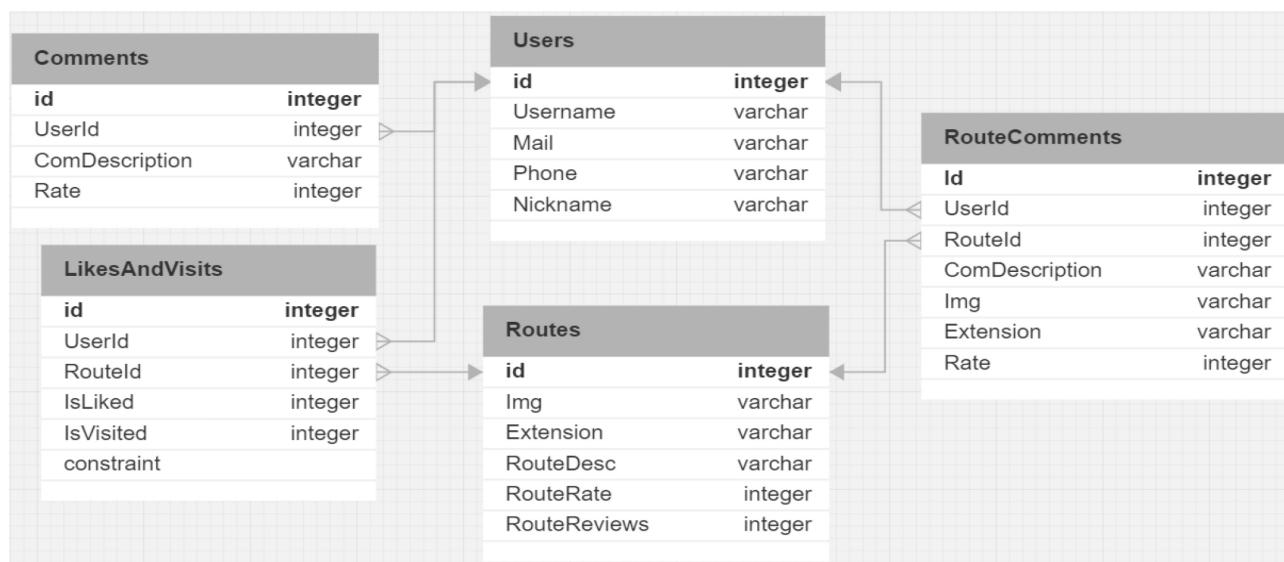 Comments
id integer
UserId integer
ComDescription varchar
Rate integer
Users
id integer
Username varchar
Mail varchar
Phone varchar
Nickname varchar
RouteComments
Id integer
UserId integer
RouteId integer
ComDescription varchar
Img varchar
Extension varchar
Rate integer
LikesAndVisits
id integer
UserId integer
RouteId integer
IsLiked integer
IsVisited integer
constraint
Routes
id integer
Img varchar
Extension varchar
RouteDesc varchar
RouteRate integer
RouteReviews integer